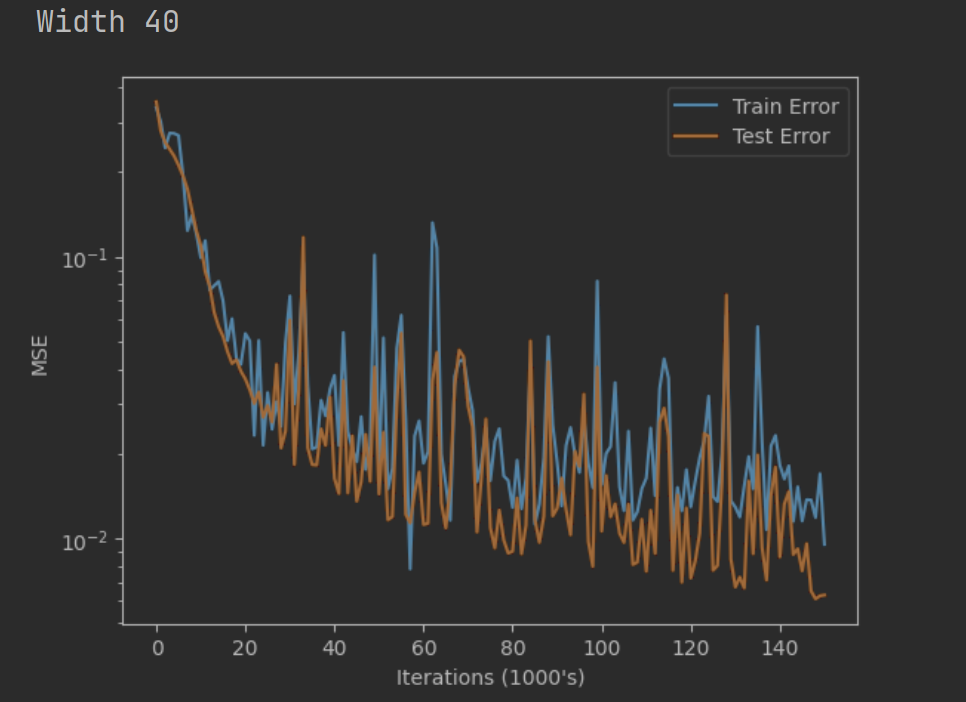 Width 40
Train Error
Test Error
10⁻¹
10⁻²
MSE
0 20 40 60 80 100 120 140
Iterations (1000's)